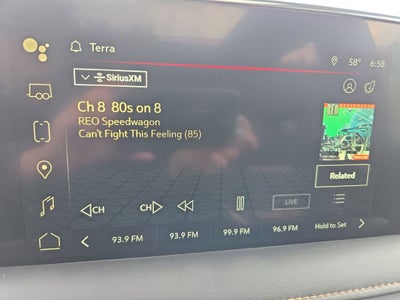 Terra
58° 6:58
SiriusXM
Ch 8 80s on 8
REO Speedwagon
Can't Fight This Feeling (85)
REO
Related
CH
CH
LIVE
93.9 FM
93.9 FM
99.9 FM
96.9 FM
Hold to Set